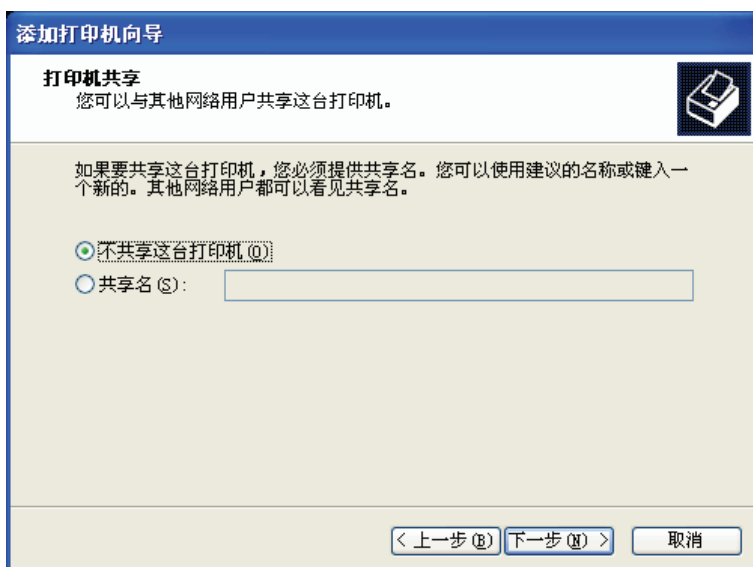 添加打印机向导
打印机共享
您可以与其他网络用户共享这台打印机。
如果要共享这台打印机，您必须提供共享名。您可以使用建议的名称或键入一
个新的。其他网络用户都可以看见共享名。
不共享这台打印机(O)
共享名(S):
< 上一步(B) 下一步(N) > 取消